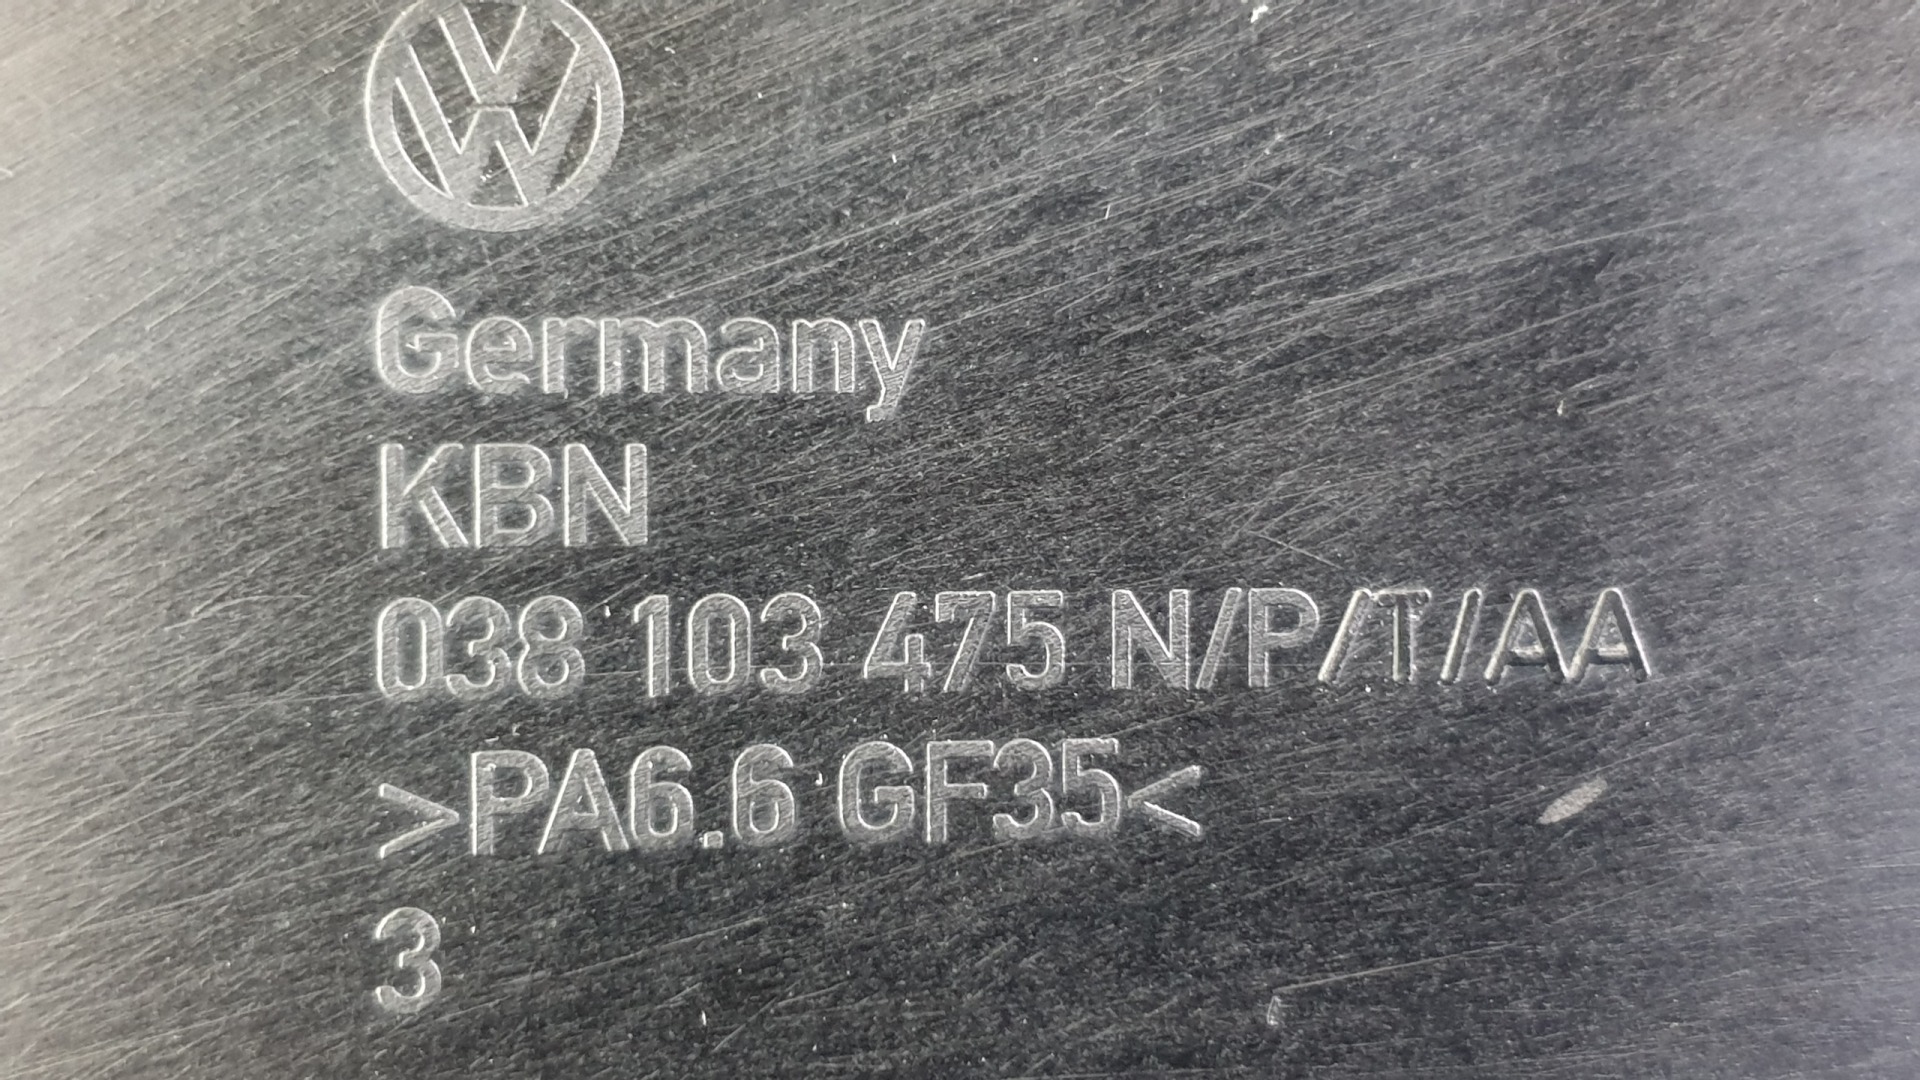 Germany
KBN
038 103 475 N/P/T/AA
>PA6.6 GF35<
3